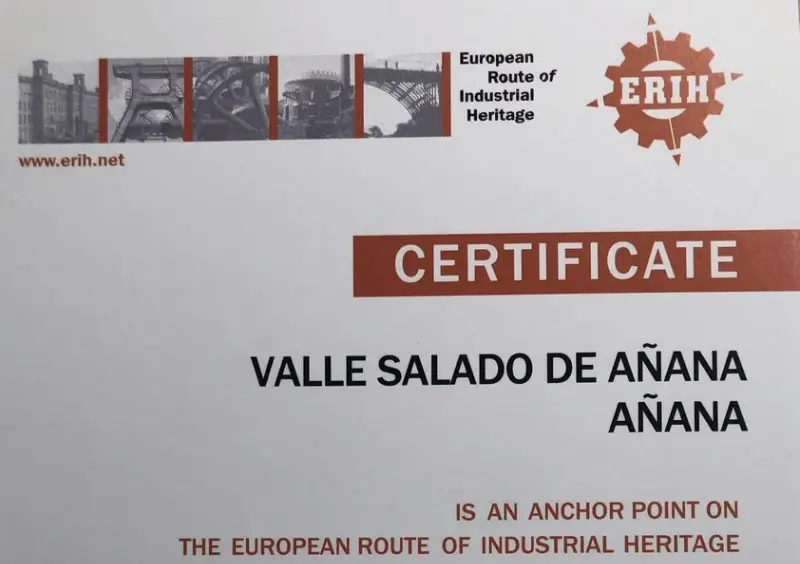 European
Route of
Industrial
Heritage
ERIH
www.erih.net
CERTIFICATE
VALLE SALADO DE AÑANA
AÑANA
IS AN ANCHOR POINT ON
THE EUROPEAN ROUTE OF INDUSTRIAL HERITAGE